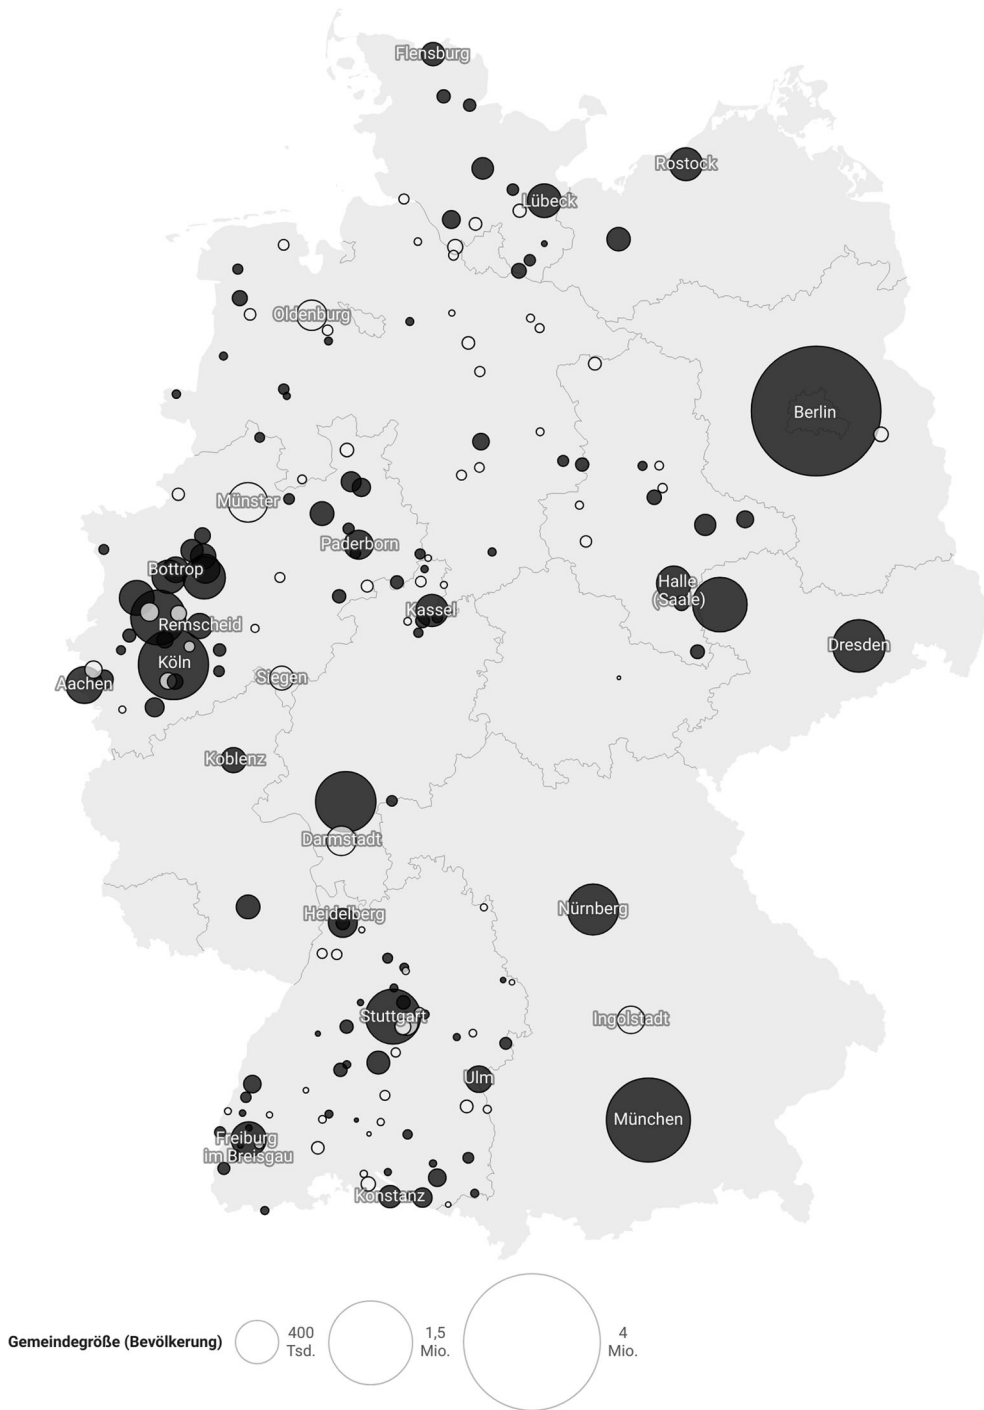 Flensburg
Rostock
Lübeck
Oldenburg
Berlin
Münster
Paderborn
Bottrop
Halle
(Saale)
Kassel
Remscheid
Dresden
Köln
Aachen
Siegen
Koblenz
Darmstadt
Heidelberg
Nürnberg
Stuttgart
Ingolstadt
Ulm
München
Freiburg
im Breisgau
Konstanz
Gemeindegröße (Bevölkerung)
400
Tsd.
1,5
Mio.
4
Mio.